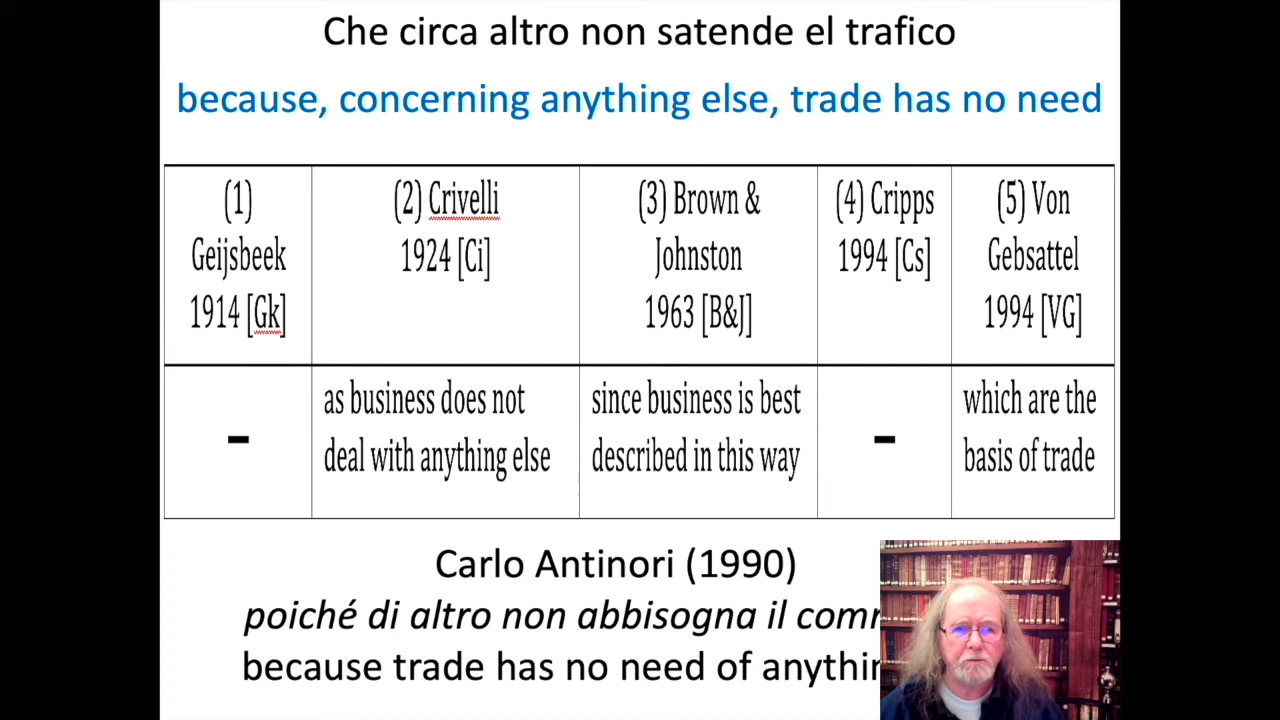 Che circa altro non satende el trafico
because, concerning anything else, trade has no need
(1)
Geijsbeek
1914 [Gk]
(2) Crivelli
1924 [Ci]
(3) Brown &
Johnston
1963 [B&J]
(4) Cripps
1994 [Cs]
(5) Von
Gebsattel
1994 [VG]
-
as business does not
deal with anything else
since business is best
described in this way
-
which are the
basis of trade
Carlo Antinori (1990)
poiché di altro non abbisogna il
because trade has no need of